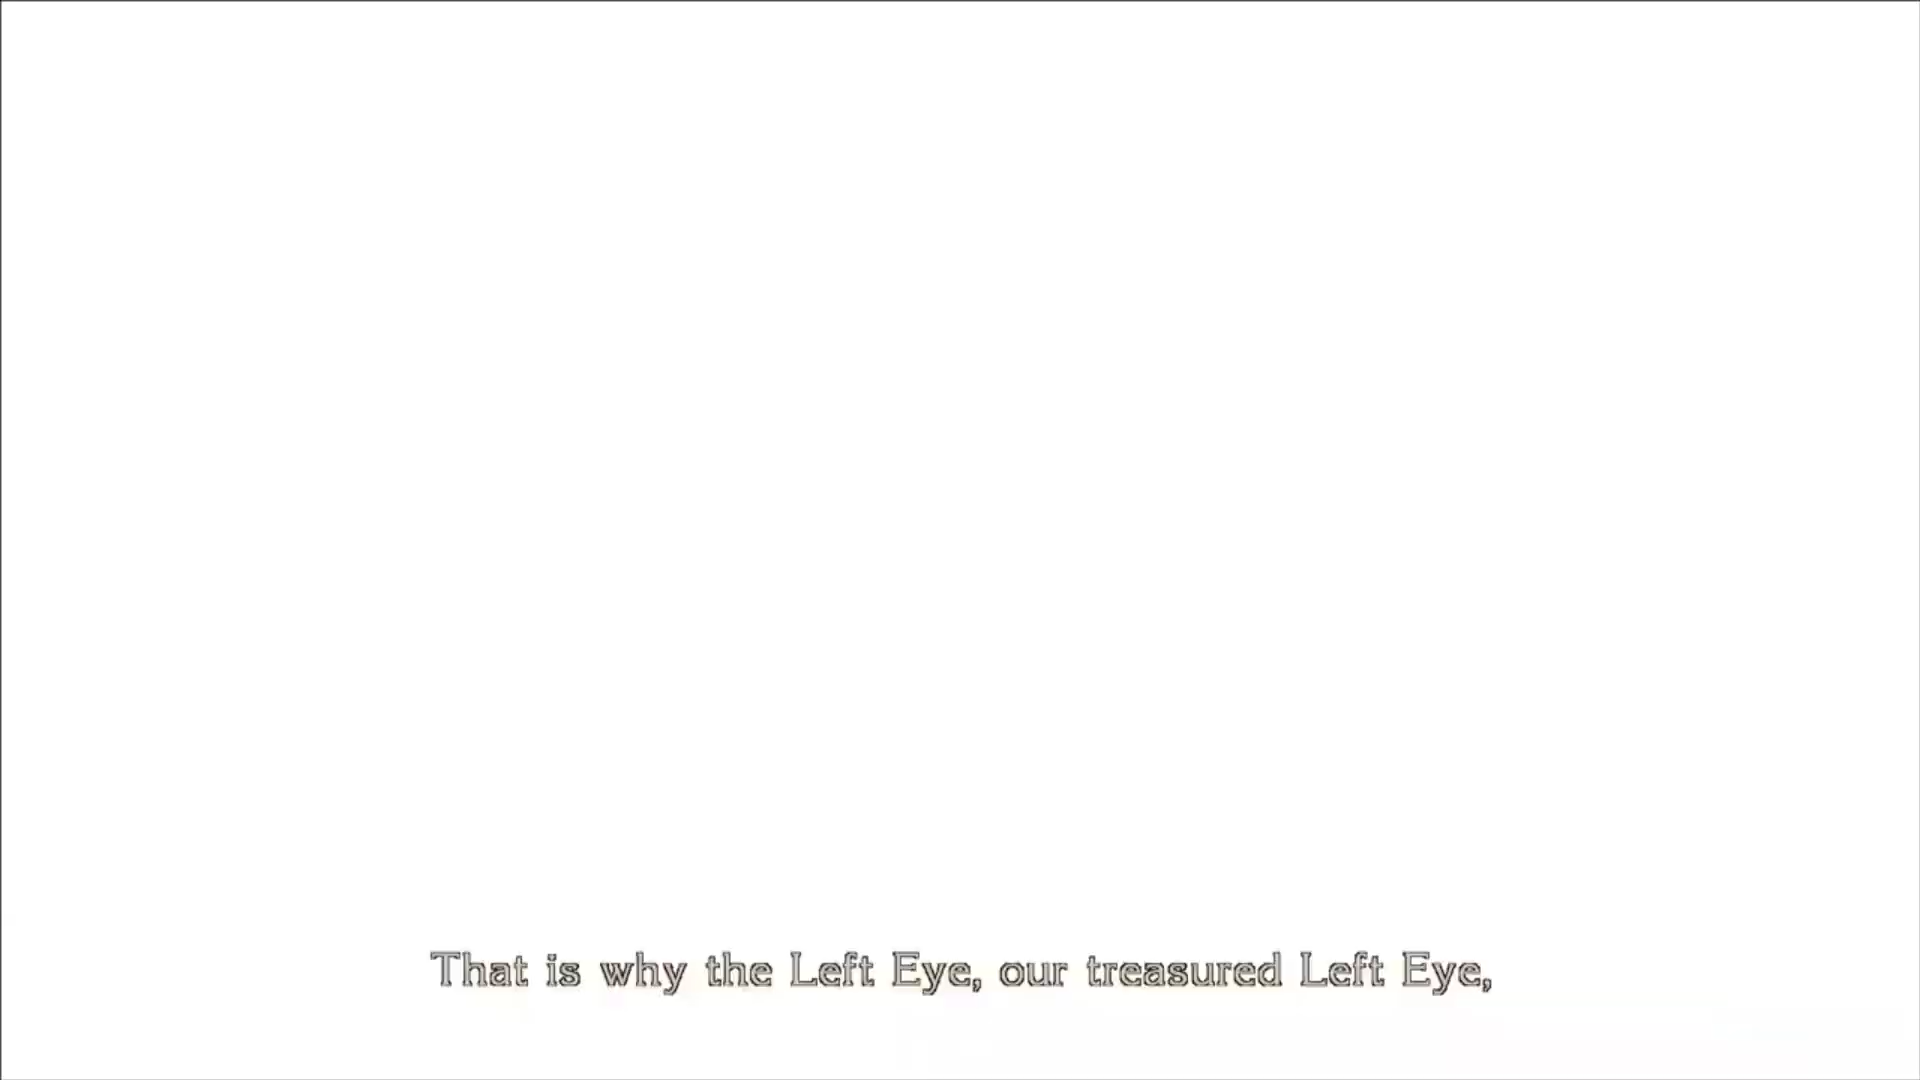 That is why the Left Eye, our treasured Left Eye,